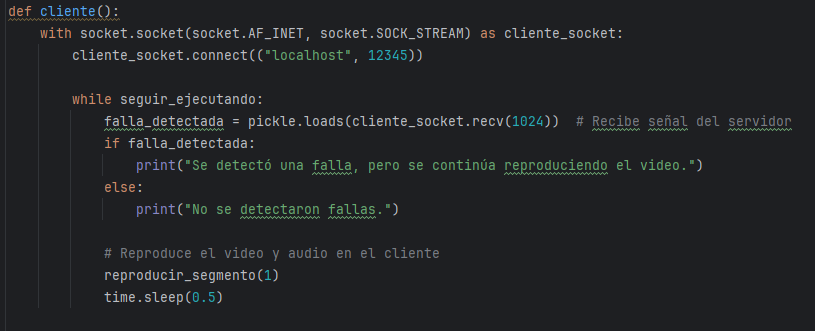 def cliente():
    with socket.socket(socket.AF_INET, socket.SOCK_STREAM) as cliente_socket:
        cliente_socket.connect(("localhost", 12345))

        while seguir_ejecutando:
            falla_detectada = pickle.loads(cliente_socket.recv(1024))  # Recibe señal del servidor
            if falla_detectada:
                print("Se detectó una falla, pero se continúa reproduciendo el video.")
            else:
                print("No se detectaron fallas.")

            # Reproduce el video y audio en el cliente
            reproducir_segmento(1)
            time.sleep(0.5)